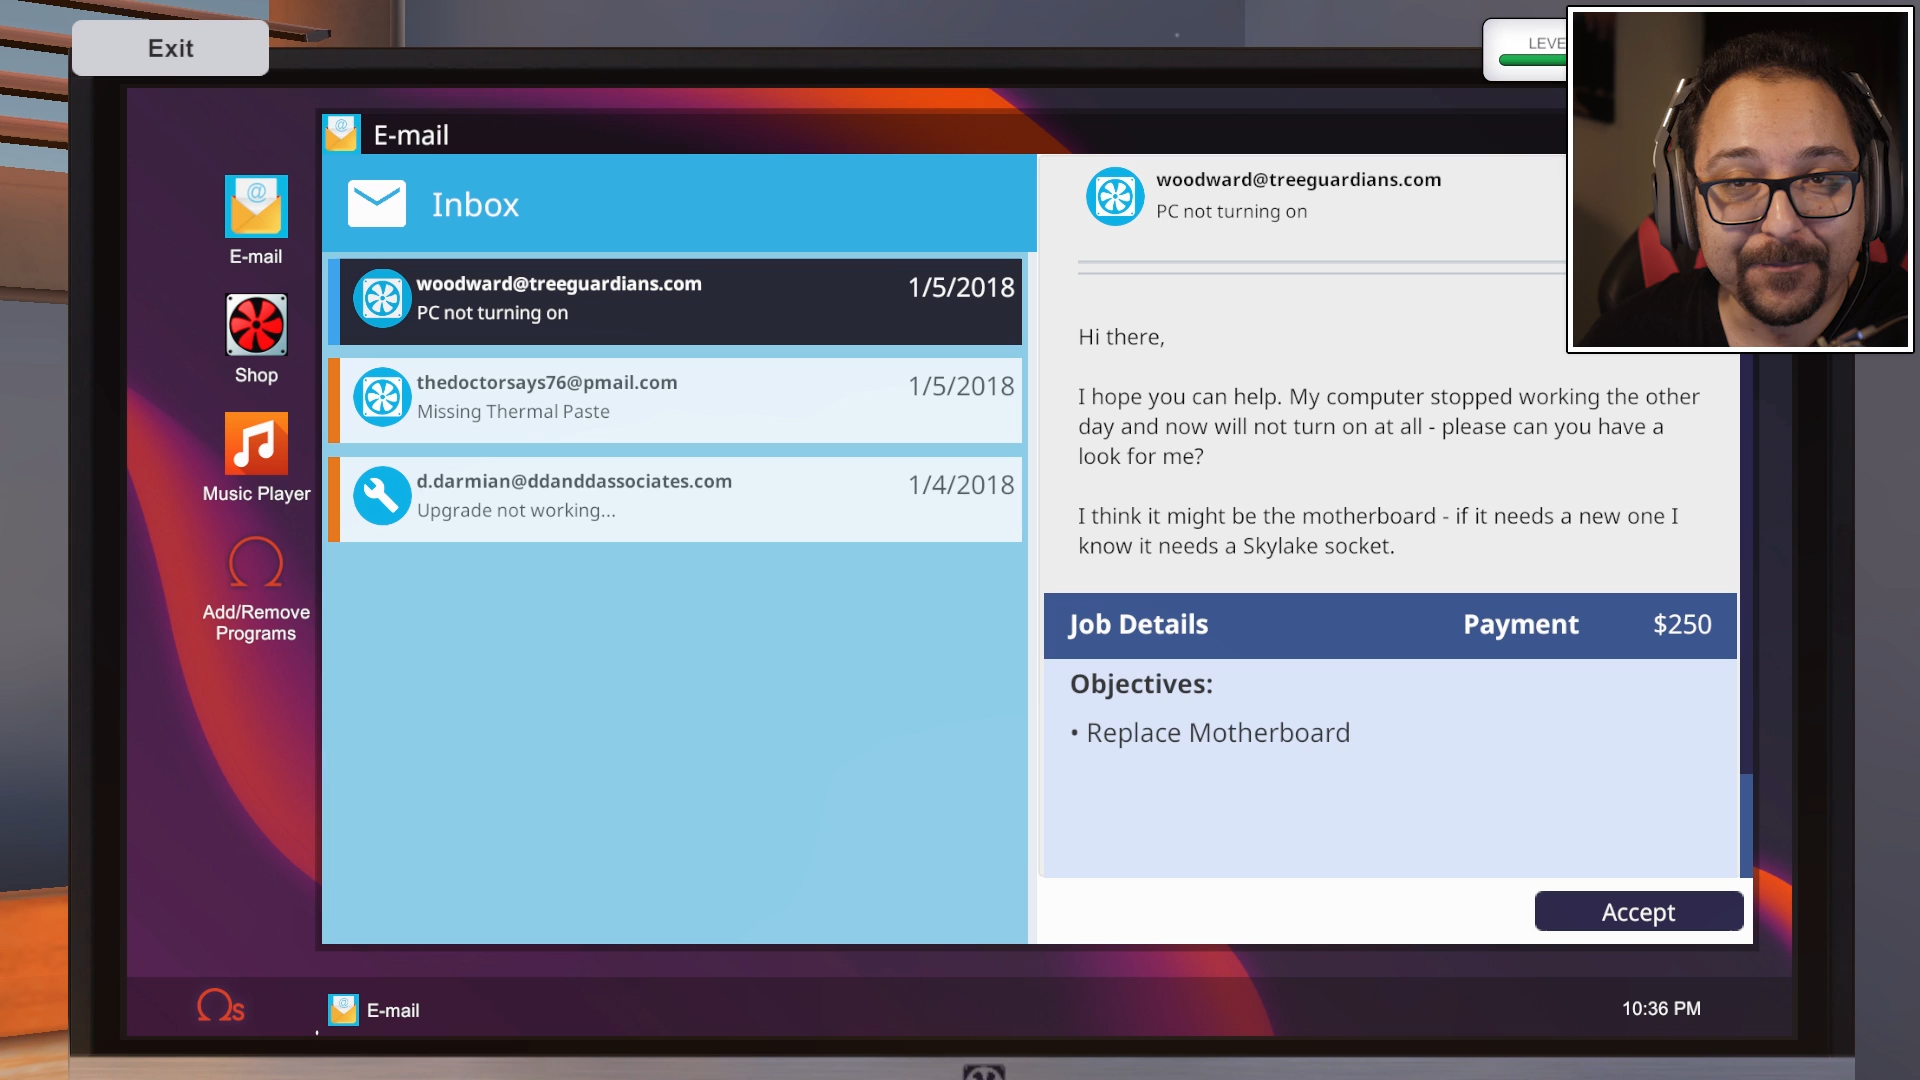 Exit
LEVE
E-mail
E-mail
Shop
Music Player
Add/Remove
Programs
Inbox
woodward@treeguardians.com
1/5/2018
PC not turning on
thedoctorsays76@pmail.com
1/5/2018
Missing Thermal Paste
d.darmian@ddanddassociates.com
1/4/2018
Upgrade not working...
woodward@treeguardians.com
PC not turning on
Hi there,
I hope you can help. My computer stopped working the other
day and now will not turn on at all - please can you have a
look for me?
I think it might be the motherboard - if it needs a new one I
know it needs a Skylake socket.
Job Details Payment $250
Objectives:
• Replace Motherboard
Accept
Ωs
E-mail
10:36 PM